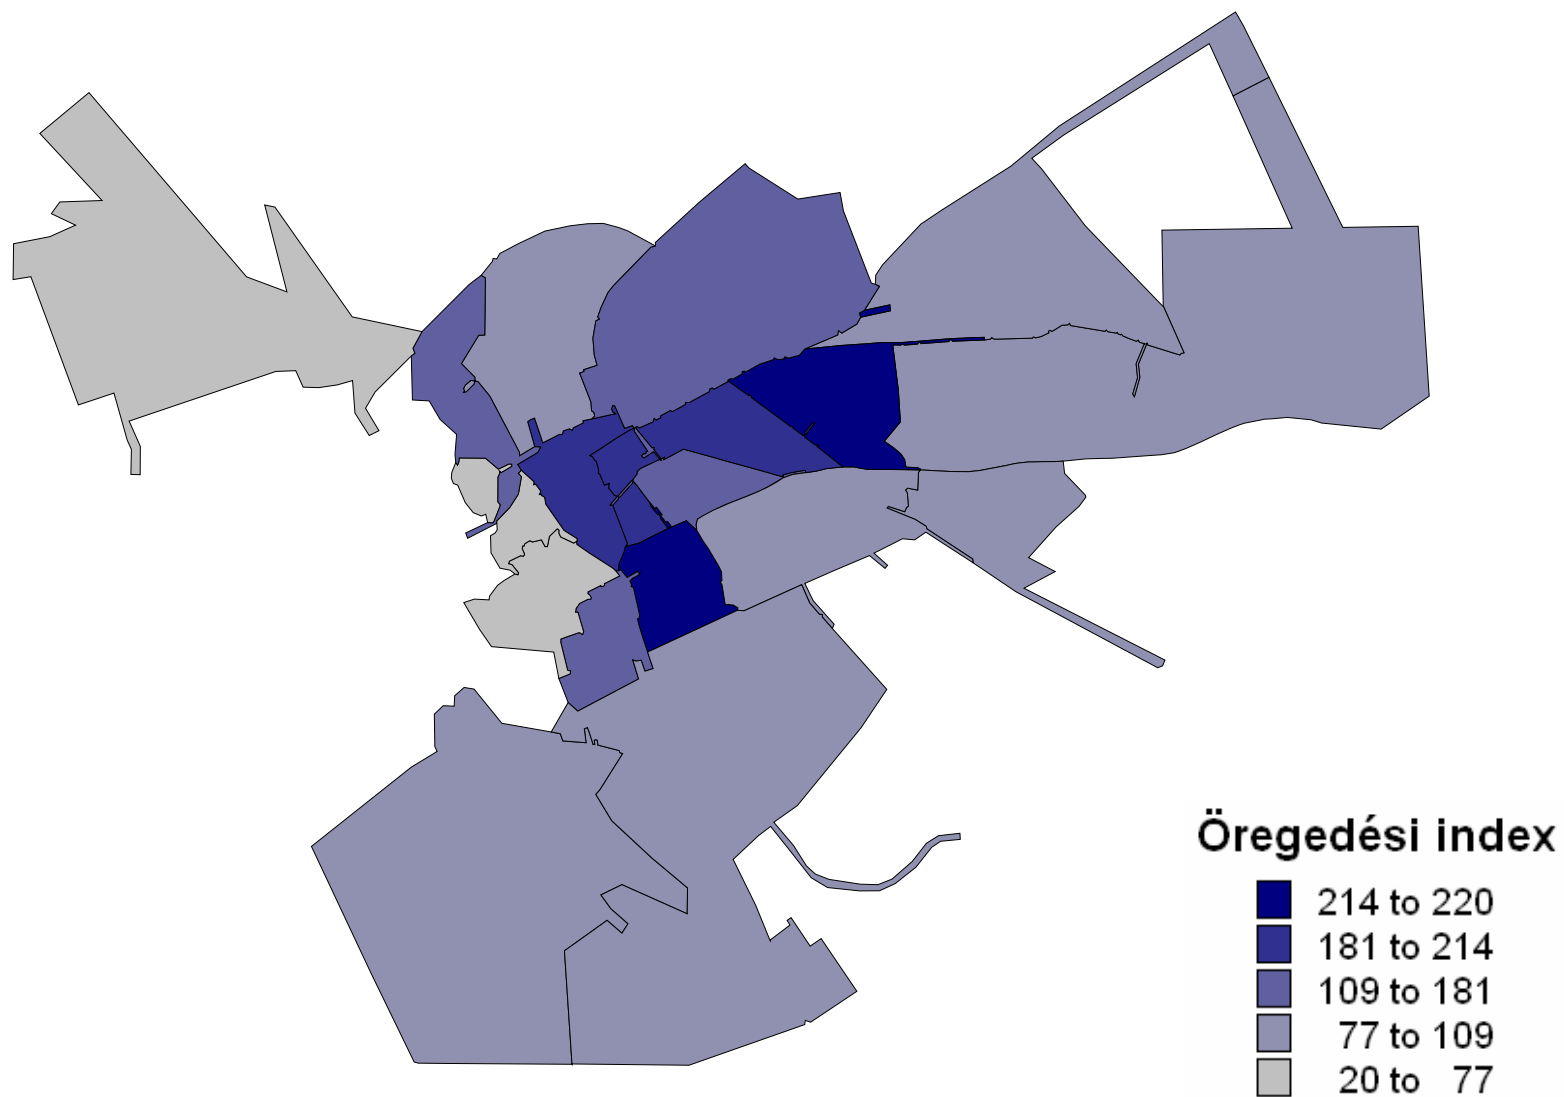 Öregedési index
214 to 220
181 to 214
109 to 181
77 to 109
20 to 77